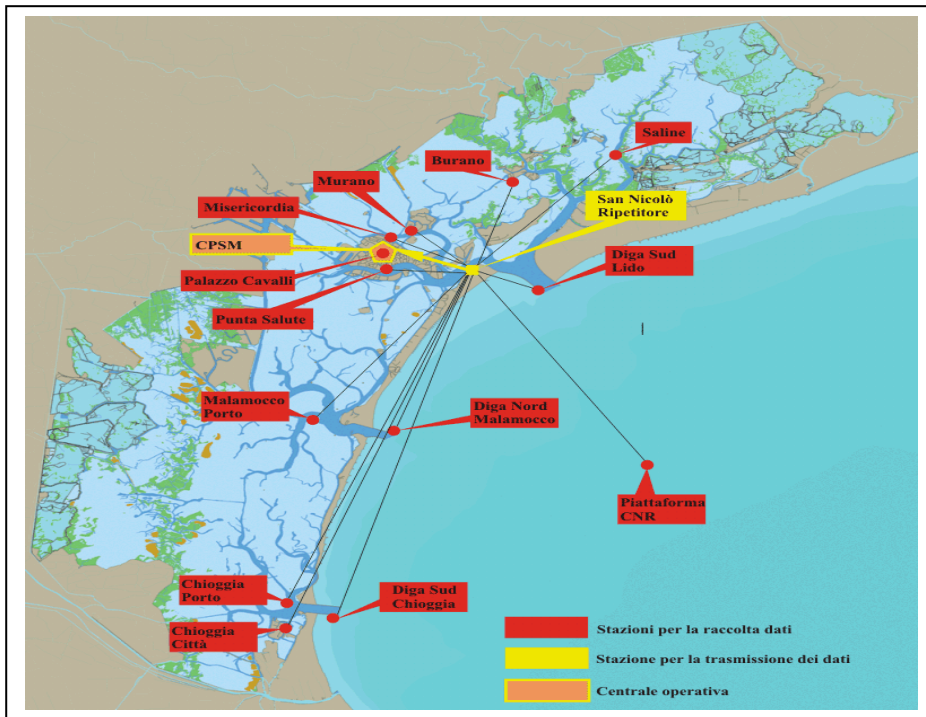 Saline
Burano
Murano
San Nicolò
Ripetitore
Misericordia
CPSM
Diga Sud
Lido
Palazzo Cavalli
Punta Salute
Malamocco
Porto
Diga Nord
Malamocco
Piattaforma
CNR
Chioggia
Porto
Diga Sud
Chioggia
Chioggia
Città
Stazioni per la raccolta dati
Stazione per la trasmissione dei dati
Centrale operativa